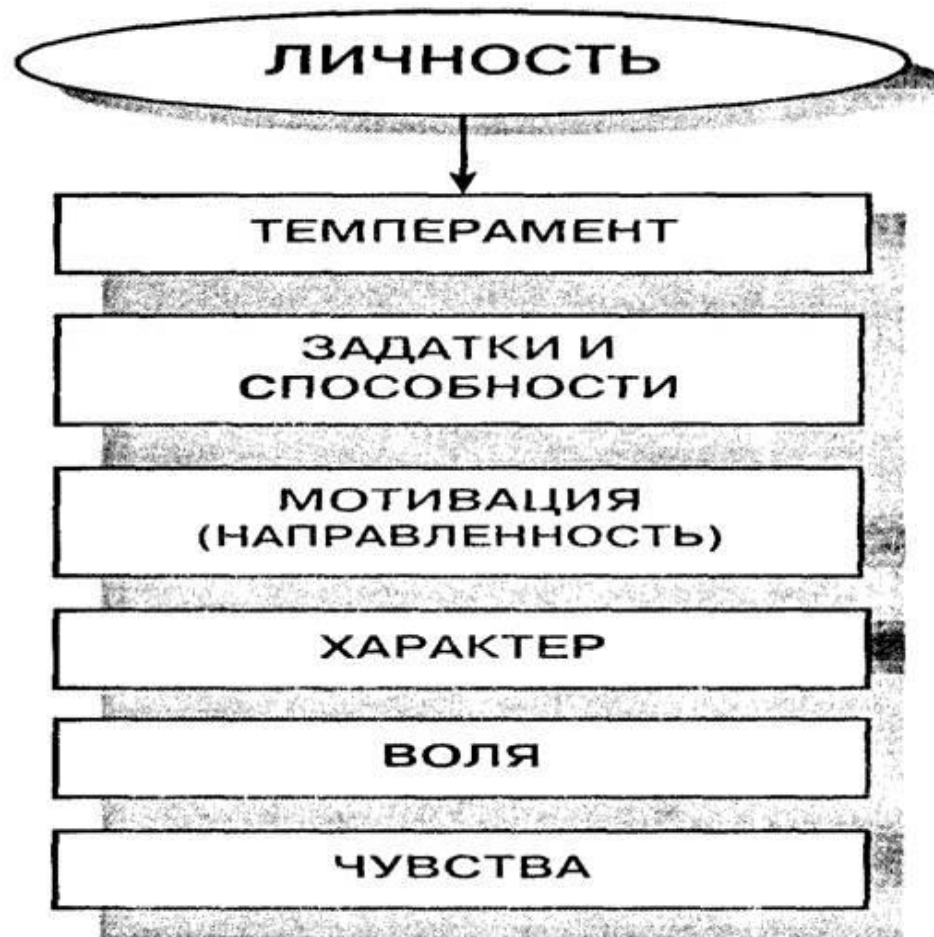 ЛИЧНОСТЬ
ТЕМПЕРАМЕНТ
ЗАДАТКИ И
СПОСОБНОСТИ
МОТИВАЦИЯ
(НАПРАВЛЕННОСТЬ)
ХАРАКТЕР
ВОЛЯ
ЧУВСТВА